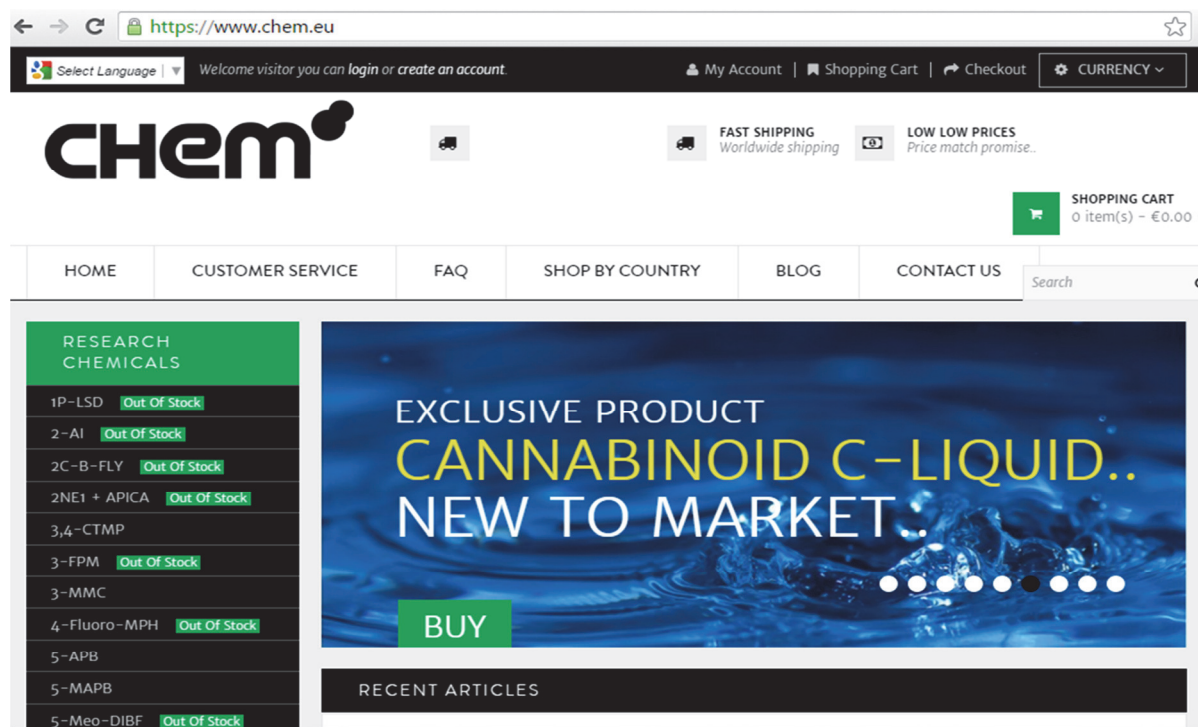 https://www.chem.eu
Select Language
Welcome visitor you can login or create an account.
My Account | Shopping Cart | Checkout
CURRENCY
CHem
FAST SHIPPING
Worldwide shipping
LOW LOW PRICES
Price match promise..
SHOPPING CART
0 item(s) - €0.00
HOME
CUSTOMER SERVICE
FAQ
SHOP BY COUNTRY
BLOG
CONTACT US
Search
RESEARCH
CHEMICALS
1P-LSD Out Of Stock
2-AI Out Of Stock
2C-B-FLY Out Of Stock
2NE1 + APICA Out Of Stock
3,4-CTMP
3-FPM Out Of Stock
3-MMC
4-Fluoro-MPH Out Of Stock
5-APB
5-MAPB
5-Meo-DIBF Out Of Stock
EXCLUSIVE PRODUCT
CANNABINOID C-LIQUID..
NEW TO MARKET..
BUY
RECENT ARTICLES